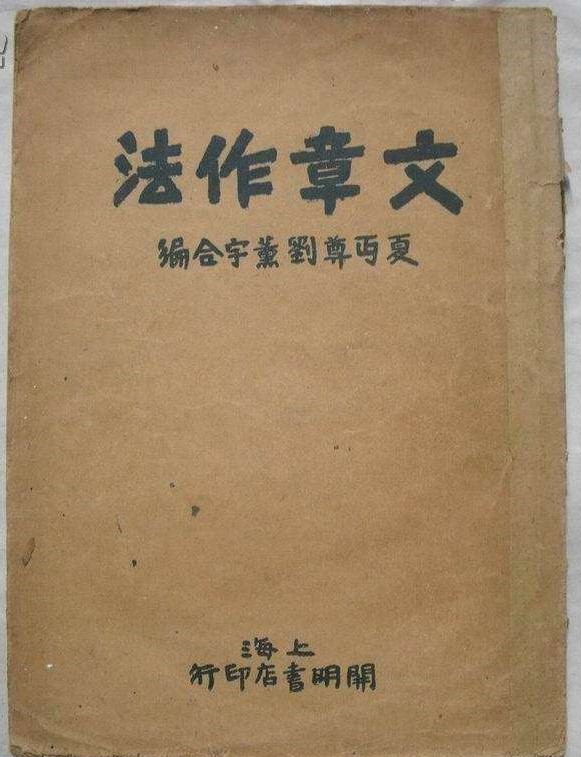 文章作法
夏丏尊劉薰宇合編
上海
開明書店印行